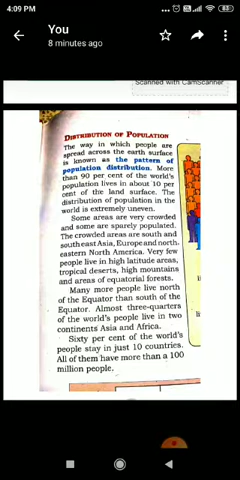 4:09 PM
You
8 minutes ago
Scanned with CamScanner
DISTRIBUTION OF POPULATION
The way in which people are
spread across the earth surface
is known as the pattern of
population distribution. More
than 90 per cent of the world's
population lives in about 10 per
cent of the land surface. The
distribution of population in the
world is extremely uneven.
Some areas are very crowded
and some are sparely populated.
The crowded areas are south and
south east Asia, Europe and north
eastern North America. Very few
people live in high latitude areas,
tropical deserts, high mountains
and areas of equatorial forests.
Many more people live north
of the Equator than south of the
Equator. Almost three-quarters
of the world's people live in two
continents Asia and Africa.
Sixty per cent of the world's
people stay in just 10 countries.
All of them have more than a 100
million people.